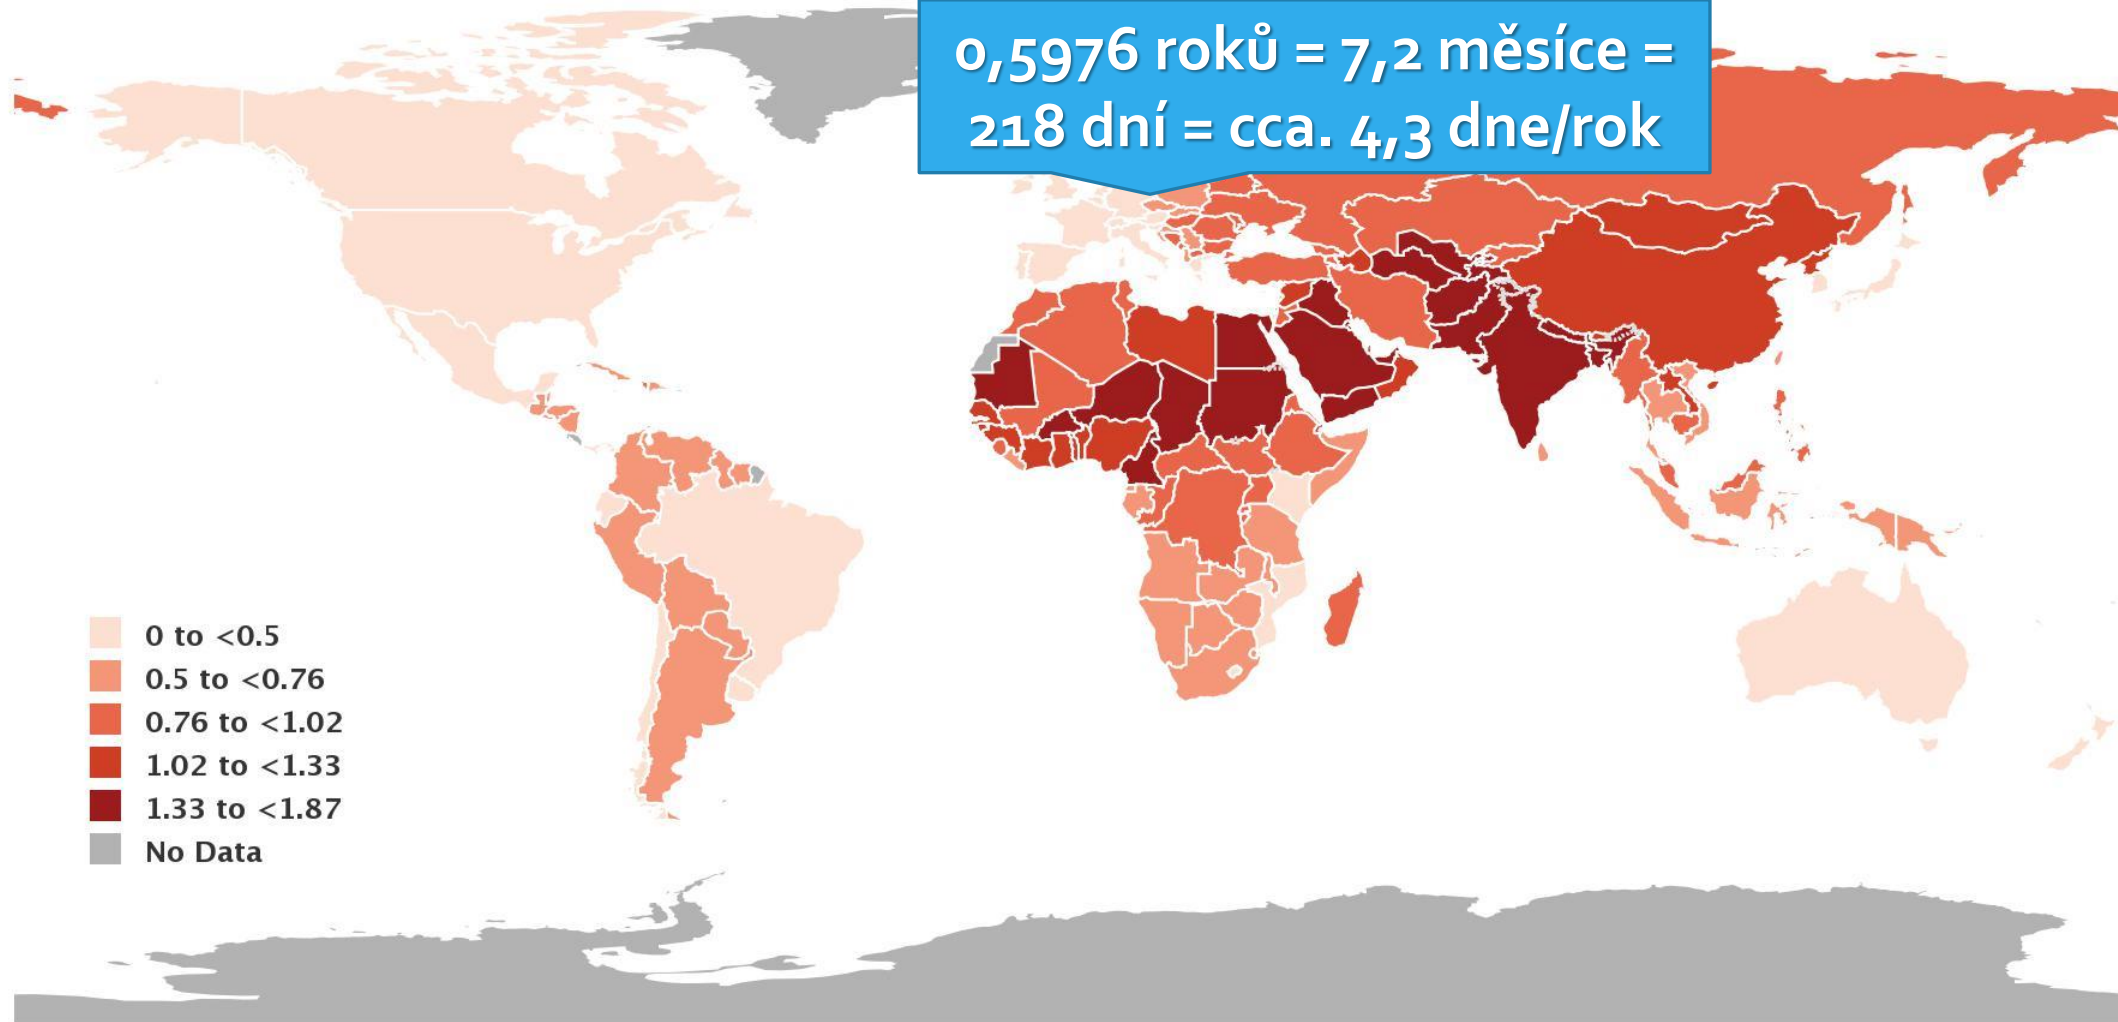 0,5976 roků = 7,2 měsíce =
218 dní = cca. 4,3 dne/rok
0 to <0.5
0.5 to <0.76
0.76 to <1.02
1.02 to <1.33
1.33 to <1.87
No Data